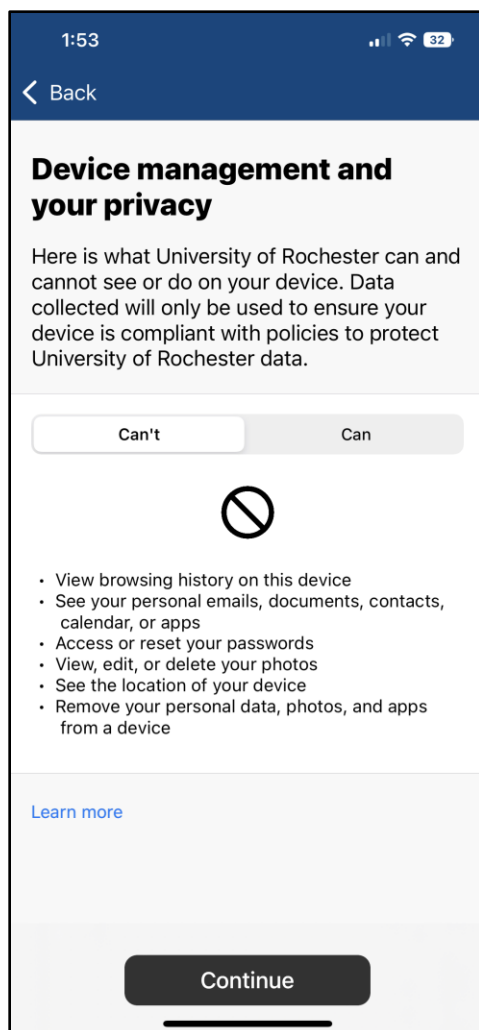 1:53
32
Back
Device management and
your privacy
Here is what University of Rochester can and
cannot see or do on your device. Data
collected will only be used to ensure your
device is compliant with policies to protect
University of Rochester data.
Can't
Can
• View browsing history on this device
• See your personal emails, documents, contacts,
calendar, or apps
• Access or reset your passwords
• View, edit, or delete your photos
• See the location of your device
• Remove your personal data, photos, and apps
from a device
Learn more
Continue